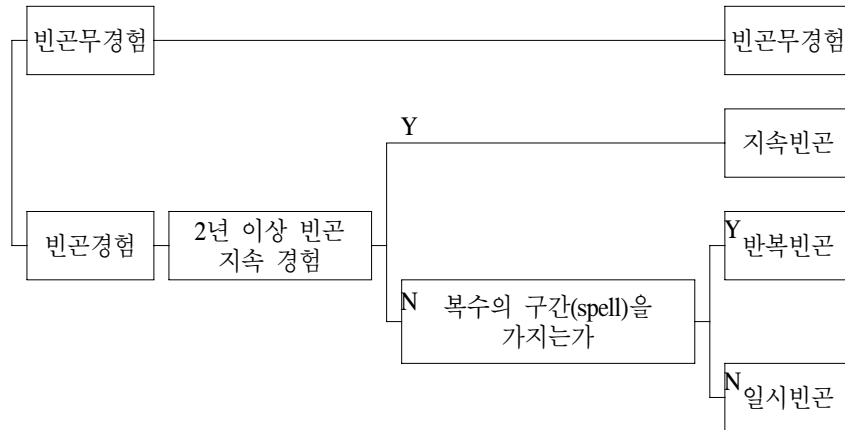 빈곤무경험
빈곤무경험
Y
지속빈곤
빈곤경험
2년 이상 빈곤
지속 경험
Y
반복빈곤
N
복수의 구간(spell)을
가지는가
N
일시빈곤